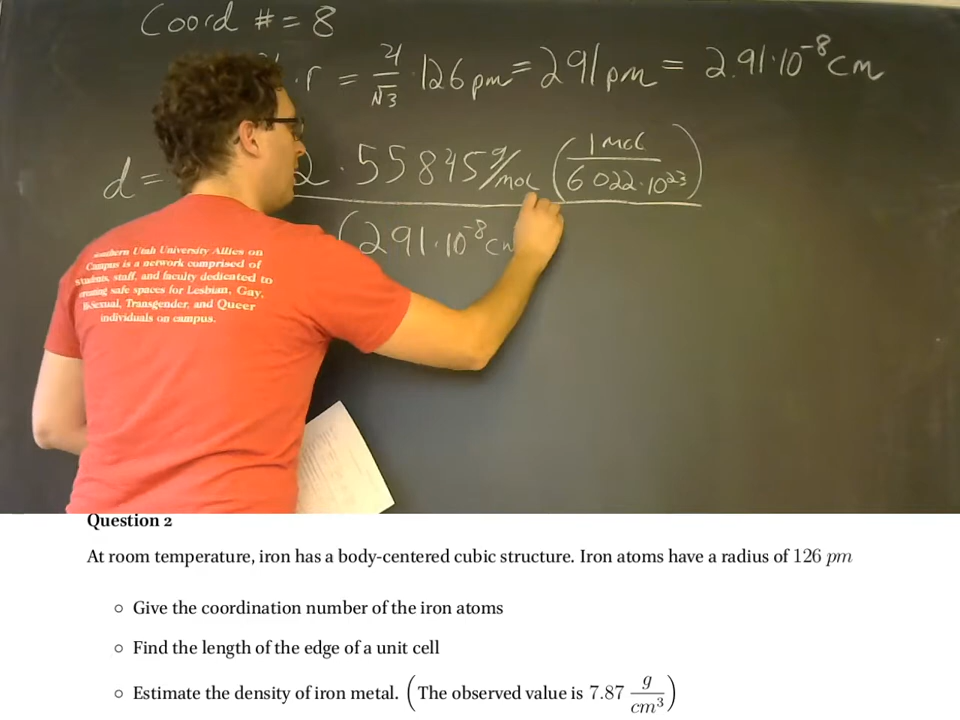 Coord # = 8
· r = 4/√3 · 126 pm = 291 pm = 2.91·10⁻⁸ cm
d = 2 · 55.845 g/mol (1 mol / 6.022·10²³)
(2.91·10⁻⁸ cm
Southern Utah University Allies on
Campus is a network comprised of
students, staff, and faculty dedicated to
creating safe spaces for Lesbian, Gay,
Bi-Sexual, Transgender, and Queer
individuals on campus.
Question 2
At room temperature, iron has a body-centered cubic structure. Iron atoms have a radius of 126 pm
○ Give the coordination number of the iron atoms
○ Find the length of the edge of a unit cell
○ Estimate the density of iron metal. (The observed value is 7.87 g/cm³)